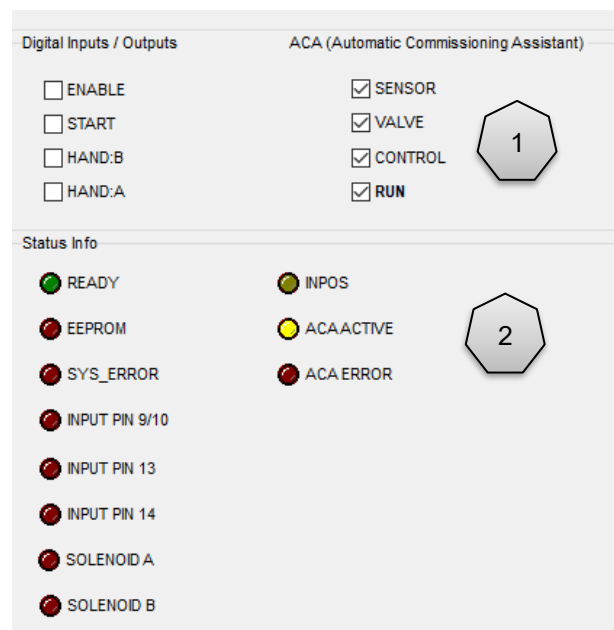 Digital Inputs / Outputs
ENABLE
START
HAND:B
HAND:A
ACA (Automatic Commissioning Assistant)
SENSOR
VALVE
CONTROL
RUN
1
Status Info
READY
EEPROM
SYS_ERROR
INPUT PIN 9/10
INPUT PIN 13
INPUT PIN 14
SOLENOID A
SOLENOID B
INPOS
ACA ACTIVE
ACA ERROR
2